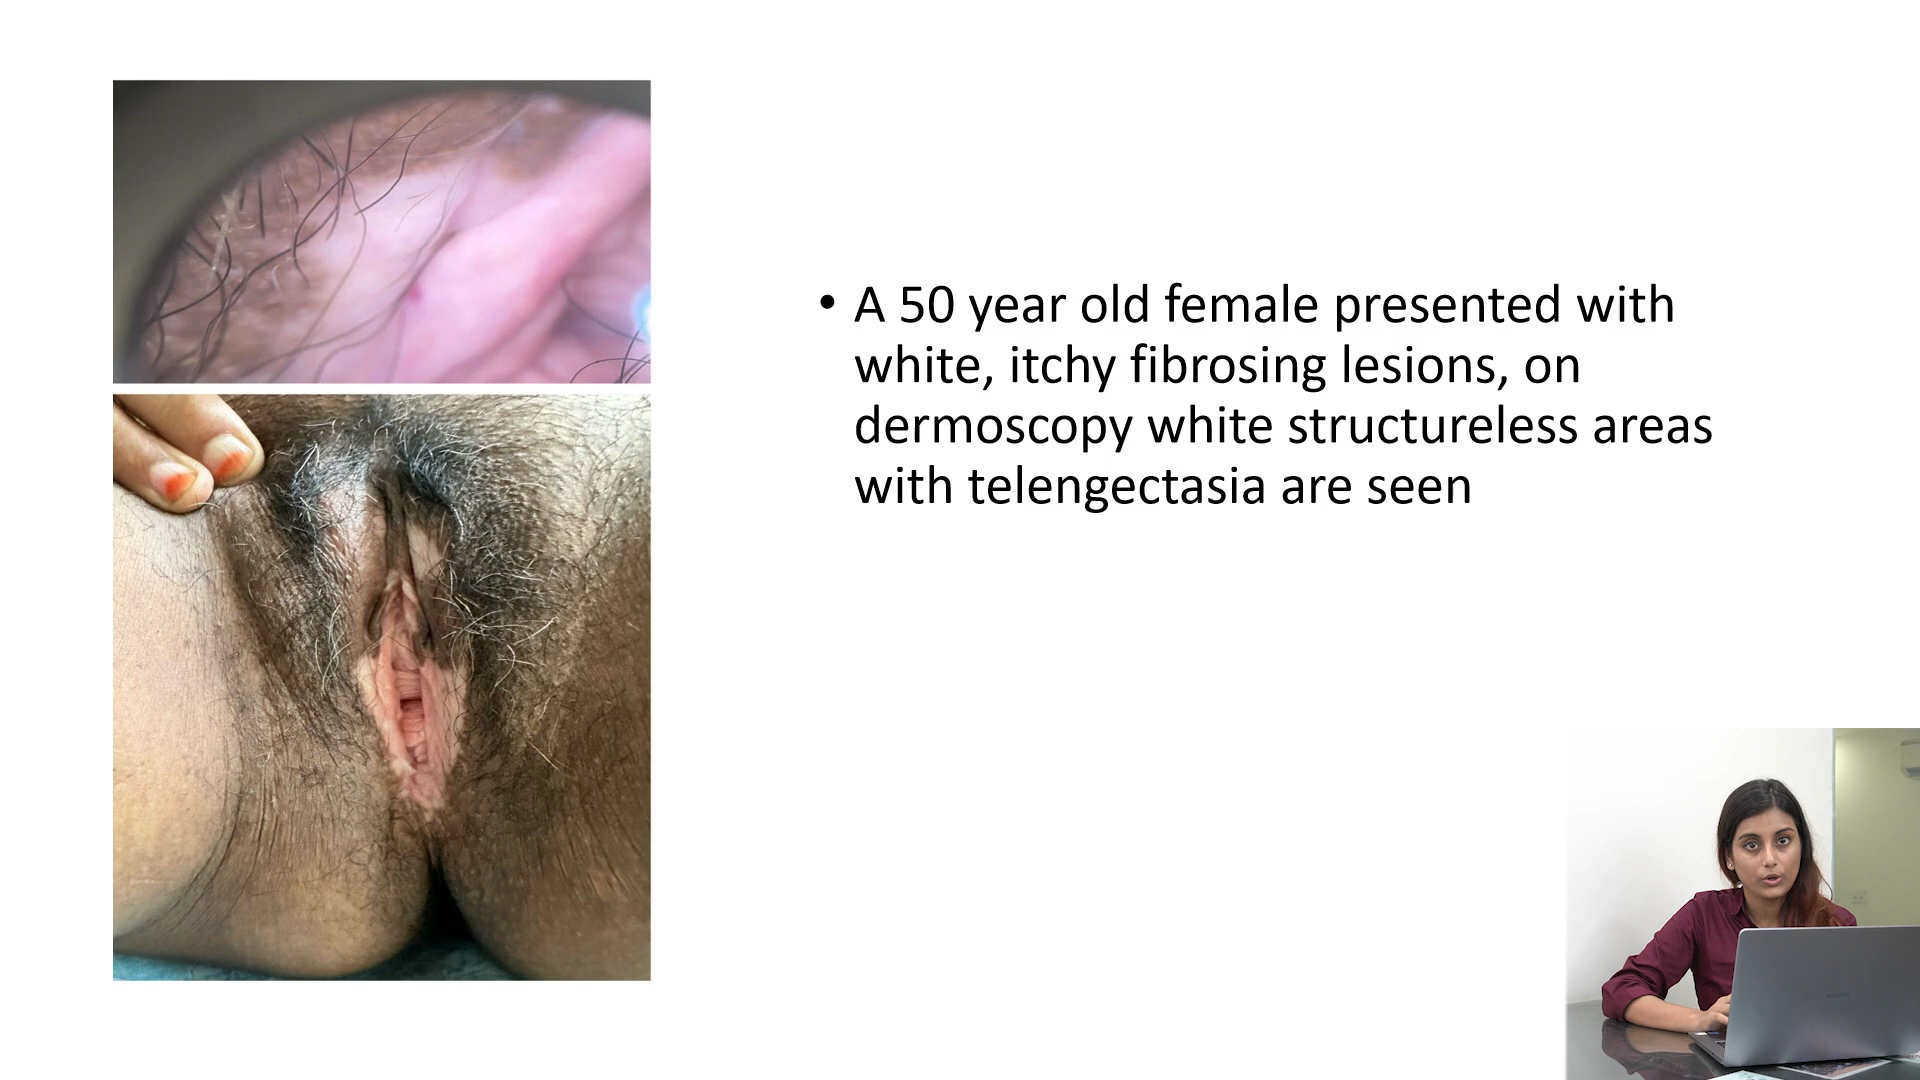 • A 50 year old female presented with
white, itchy fibrosing lesions, on
dermoscopy white structureless areas
with telengectasia are seen